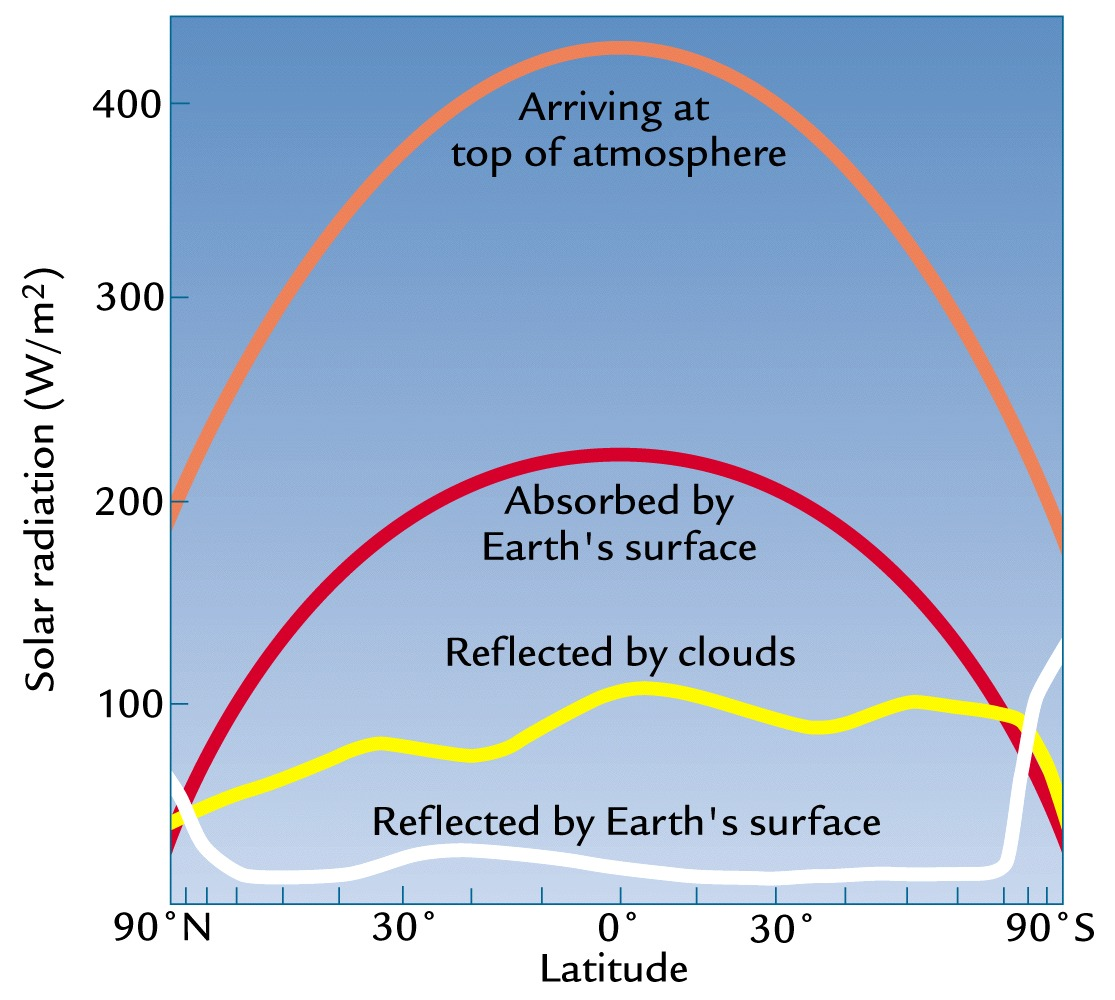 Solar radiation (W/m²)
400
300
200
100
Arriving at
top of atmosphere
Absorbed by
Earth's surface
Reflected by clouds
Reflected by Earth's surface
90°N
30°
0°
30°
90°S
Latitude